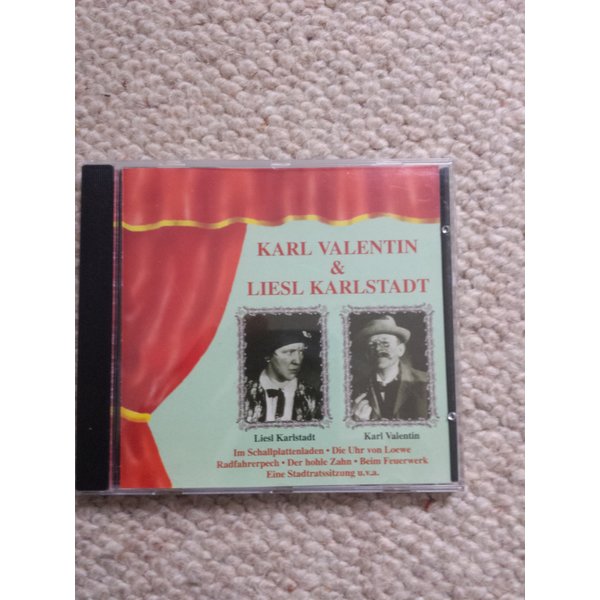 KARL VALENTIN
&
LIESL KARLSTADT
Liesl Karlstadt
Karl Valentin
Im Schallplattenladen • Die Uhr von Loewe
Radfahrerpech • Der hohle Zahn • Beim Feuerwerk
Eine Stadtratssitzung u.v.a.